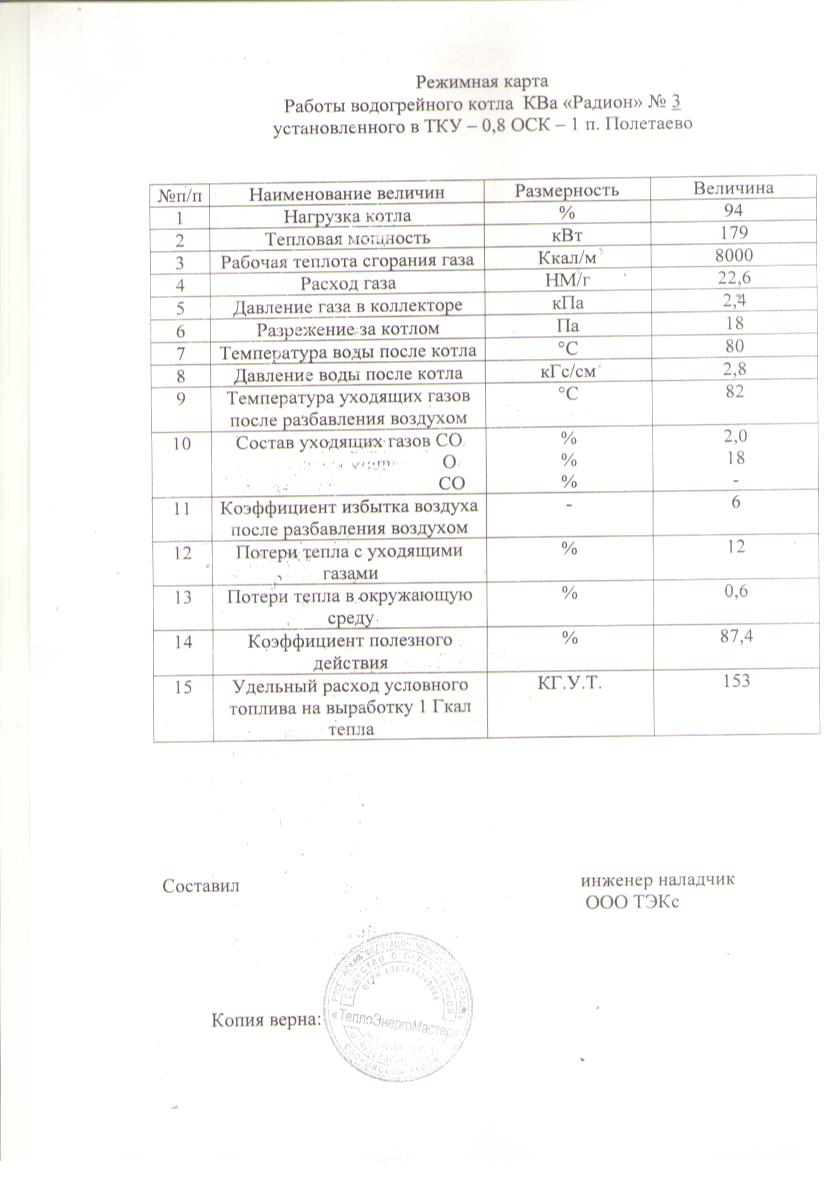 Режимная карта
Работы водогрейного котла КВа «Радион» № 3
установленного в ТКУ – 0,8 ОСК – 1 п. Полетаево
№п/п Наименование величин Размерность Величина
1 Нагрузка котла % 94
2 Тепловая мощность кВт 179
3 Рабочая теплота сгорания газа Ккал/м³ 8000
4 Расход газа НМ/г 22,6
5 Давление газа в коллекторе кПа 2,4
6 Разрежение за котлом Па 18
7 Температура воды после котла °С 80
8 Давление воды после котла кГс/см 2,8
9 Температура уходящих газов °С 82
после разбавления воздухом
10 Состав уходящих газов СО % 2,0
О % 18
СО % -
11 Коэффициент избытка воздуха - 6
после разбавления воздухом
12 Потери тепла с уходящими % 12
газами
13 Потери тепла в окружающую % 0,6
среду
14 Коэффициент полезного % 87,4
действия
15 Удельный расход условного КГ.У.Т. 153
топлива на выработку 1 Гкал
тепла
Составил инженер наладчик
ООО ТЭКс
Копия верна:
«ТеплоЭнергоМастер»